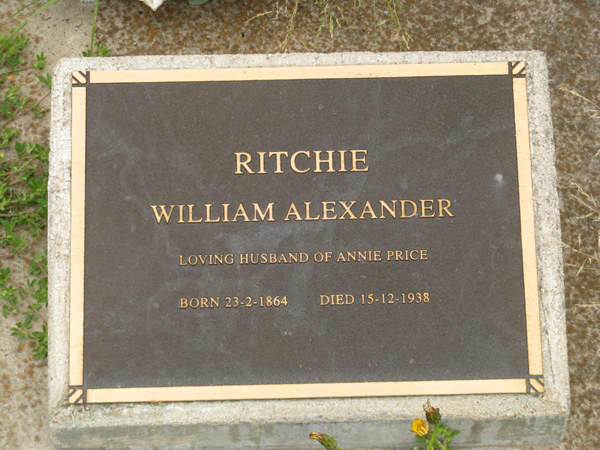 RITCHIE
WILLIAM ALEXANDER
LOVING HUSBAND OF ANNIE PRICE
BORN 23-2-1864 DIED 15-12-1938